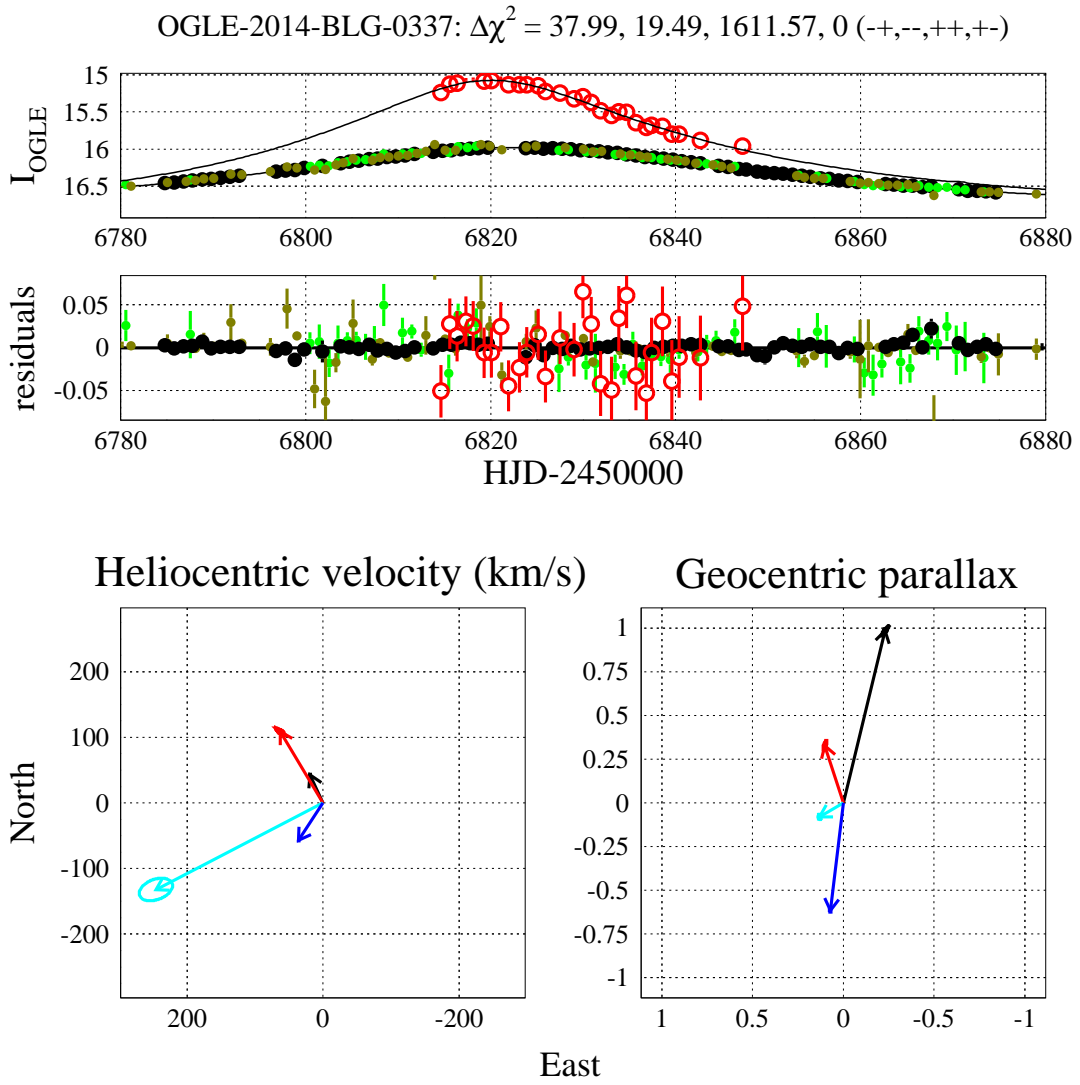 OGLE-2014-BLG-0337: Δχ² = 37.99, 19.49, 1611.57, 0 (-+,--,++,+-)
I_OGLE
15
15.5
16
16.5
6780 6800 6820 6840 6860 6880
residuals
0.05
0
-0.05
6780 6800 6820 6840 6860 6880
HJD-2450000
Heliocentric velocity (km/s)
North
200
100
0
-100
-200
200 0 -200
Geocentric parallax
1
0.75
0.5
0.25
0
-0.25
-0.5
-0.75
-1
1 0.5 0 -0.5 -1
East